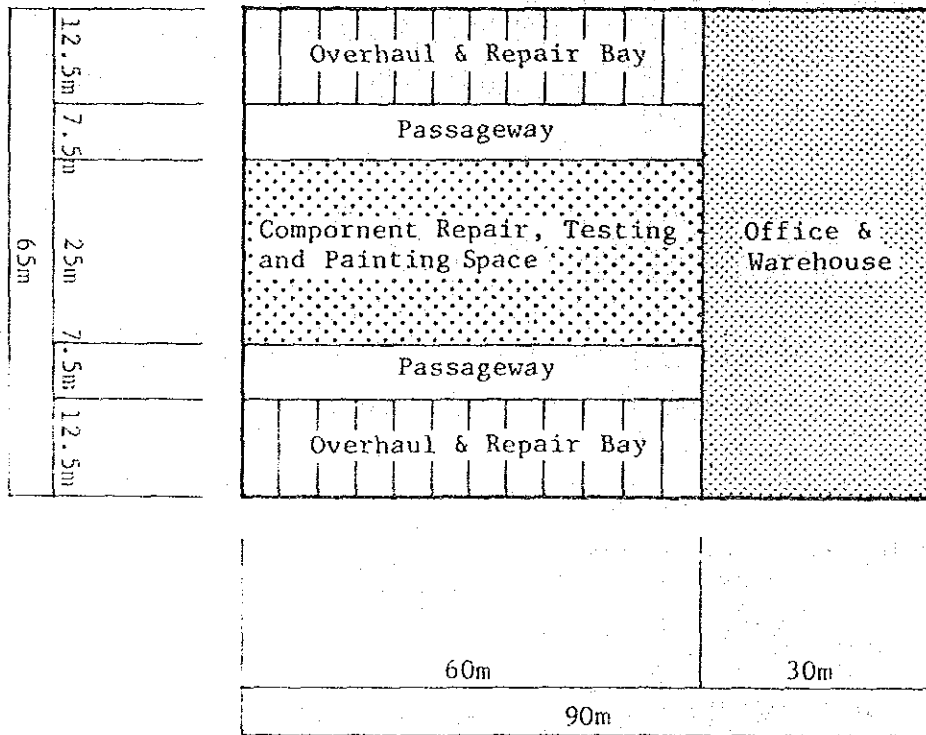 12.5m
Overhaul & Repair Bay
7.5m
Passageway
25m
65m
Compornent Repair, Testing
and Painting Space
Office &
Warehouse
7.5m
Passageway
12.5m
Overhaul & Repair Bay
60m
30m
90m